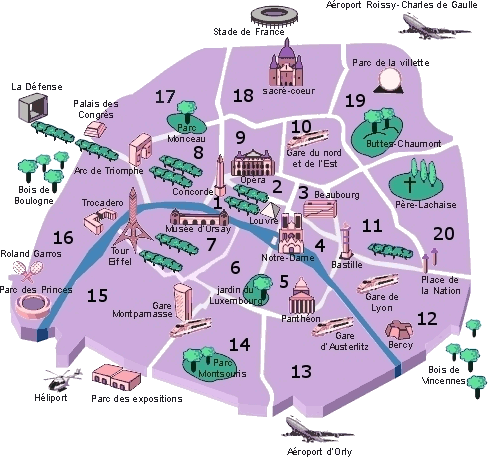 Aéroport Roissy-Charles de Gaulle
Stade de France
Parc de la villette
La Défense
Palais des
Congrès
17
18
sacré-coeur
19
Parc
Monceau
9
10
Buttes-Chaumont
Arc de Triomphe
8
Gare du nord
et de l'Est
Bois de
Boulogne
Concorde
Opéra
2
3
Beaubourg
Père-Lachaise
Trocadero
1
Louvre
Musée d'Orsay
11
20
16
Tour
Eiffel
7
Notre-Dame
4
Bastille
Roland Garros
6
5
Place de
la Nation
Parc des Princes
15
jardin du
Luxembourg
Gare
de Lyon
Gare
Montparnasse
Panthéon
12
Gare
d'Austerlitz
Bercy
14
Parc
Montsouris
13
Bois de
Vincennes
Héliport
Parc des expositions
Aéroport d'Orly